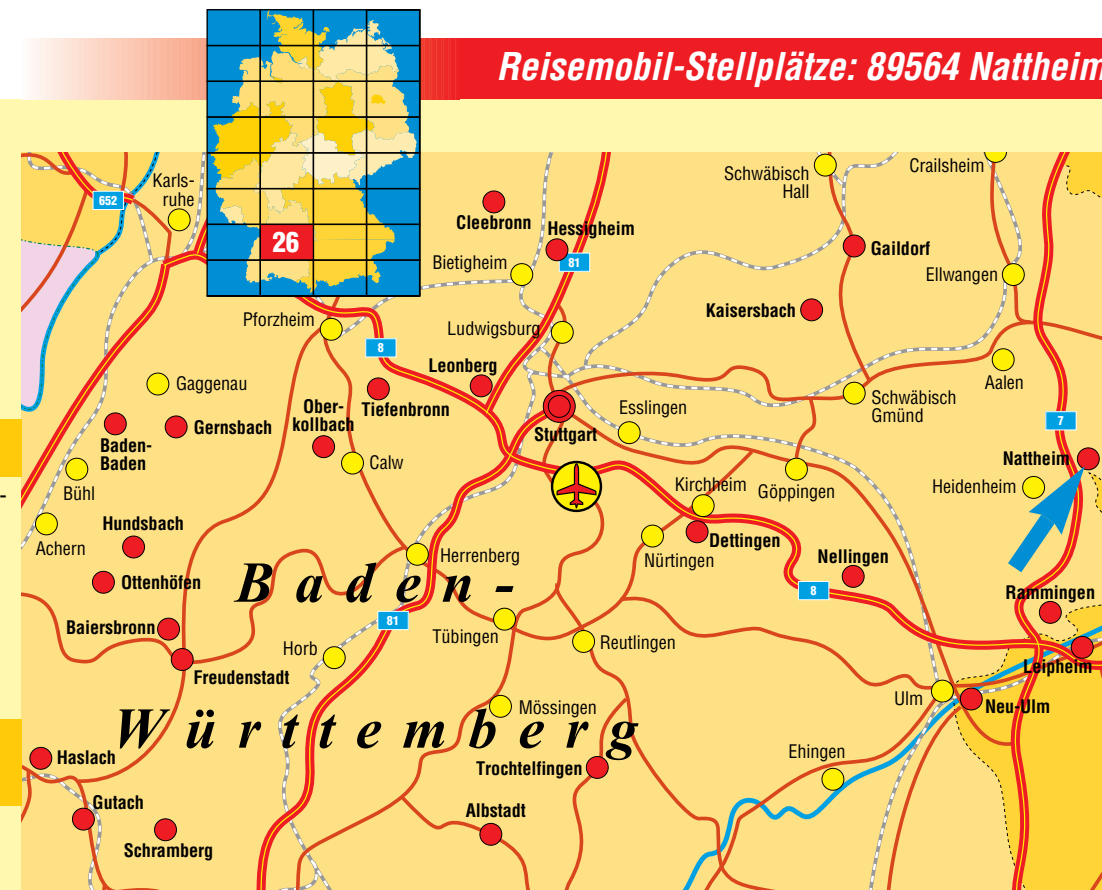 Reisemobil-Stellplätze: 89564 Nattheim
26
Karls-
ruhe
652
Cleebronn
Hessigheim
81
Schwäbisch
Hall
Crailsheim
Gaildorf
Bietigheim
Ellwangen
Kaisersbach
Pforzheim
Ludwigsburg
8
Leonberg
Aalen
Gaggenau
Tiefenbronn
Ober-
kollbach
Esslingen
Schwäbisch
Gmünd
7
Gernsbach
Stuttgart
Baden-
Baden
Calw
Nattheim
Bühl
Kirchheim
Göppingen
Heidenheim
-
Hundsbach
Achern
Herrenberg
Dettingen
Nürtingen
Nellingen
Ottenhöfen
Baden-
8
Rammingen
Baiersbronn
81
Tübingen
Horb
Reutlingen
Leipheim
Freudenstadt
Ulm
Neu-Ulm
Mössingen
Württemberg
Haslach
Trochtelfingen
Ehingen
Gutach
Albstadt
Schramberg